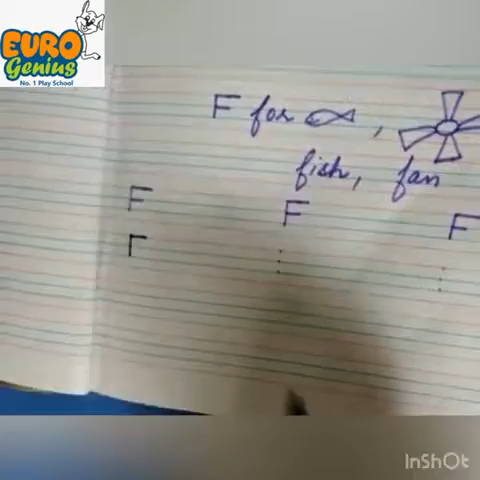 EURO
Genius
No. 1 Play School
F for ,
fish, fan
F F F
InShOt